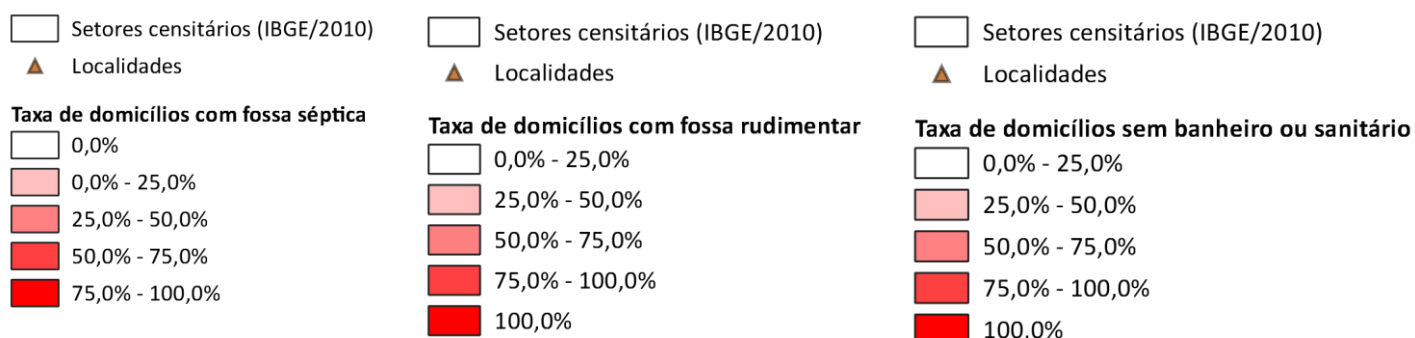 Setores censitários (IBGE/2010)
Localidades
Taxa de domicílios com fossa séptica
0,0%
0,0% - 25,0%
25,0% - 50,0%
50,0% - 75,0%
75,0% - 100,0%
Setores censitários (IBGE/2010)
Localidades
Taxa de domicílios com fossa rudimentar
0,0% - 25,0%
25,0% - 50,0%
50,0% - 75,0%
75,0% - 100,0%
100,0%
Setores censitários (IBGE/2010)
Localidades
Taxa de domicílios sem banheiro ou sanitário
0,0% - 25,0%
25,0% - 50,0%
50,0% - 75,0%
75,0% - 100,0%
100,0%